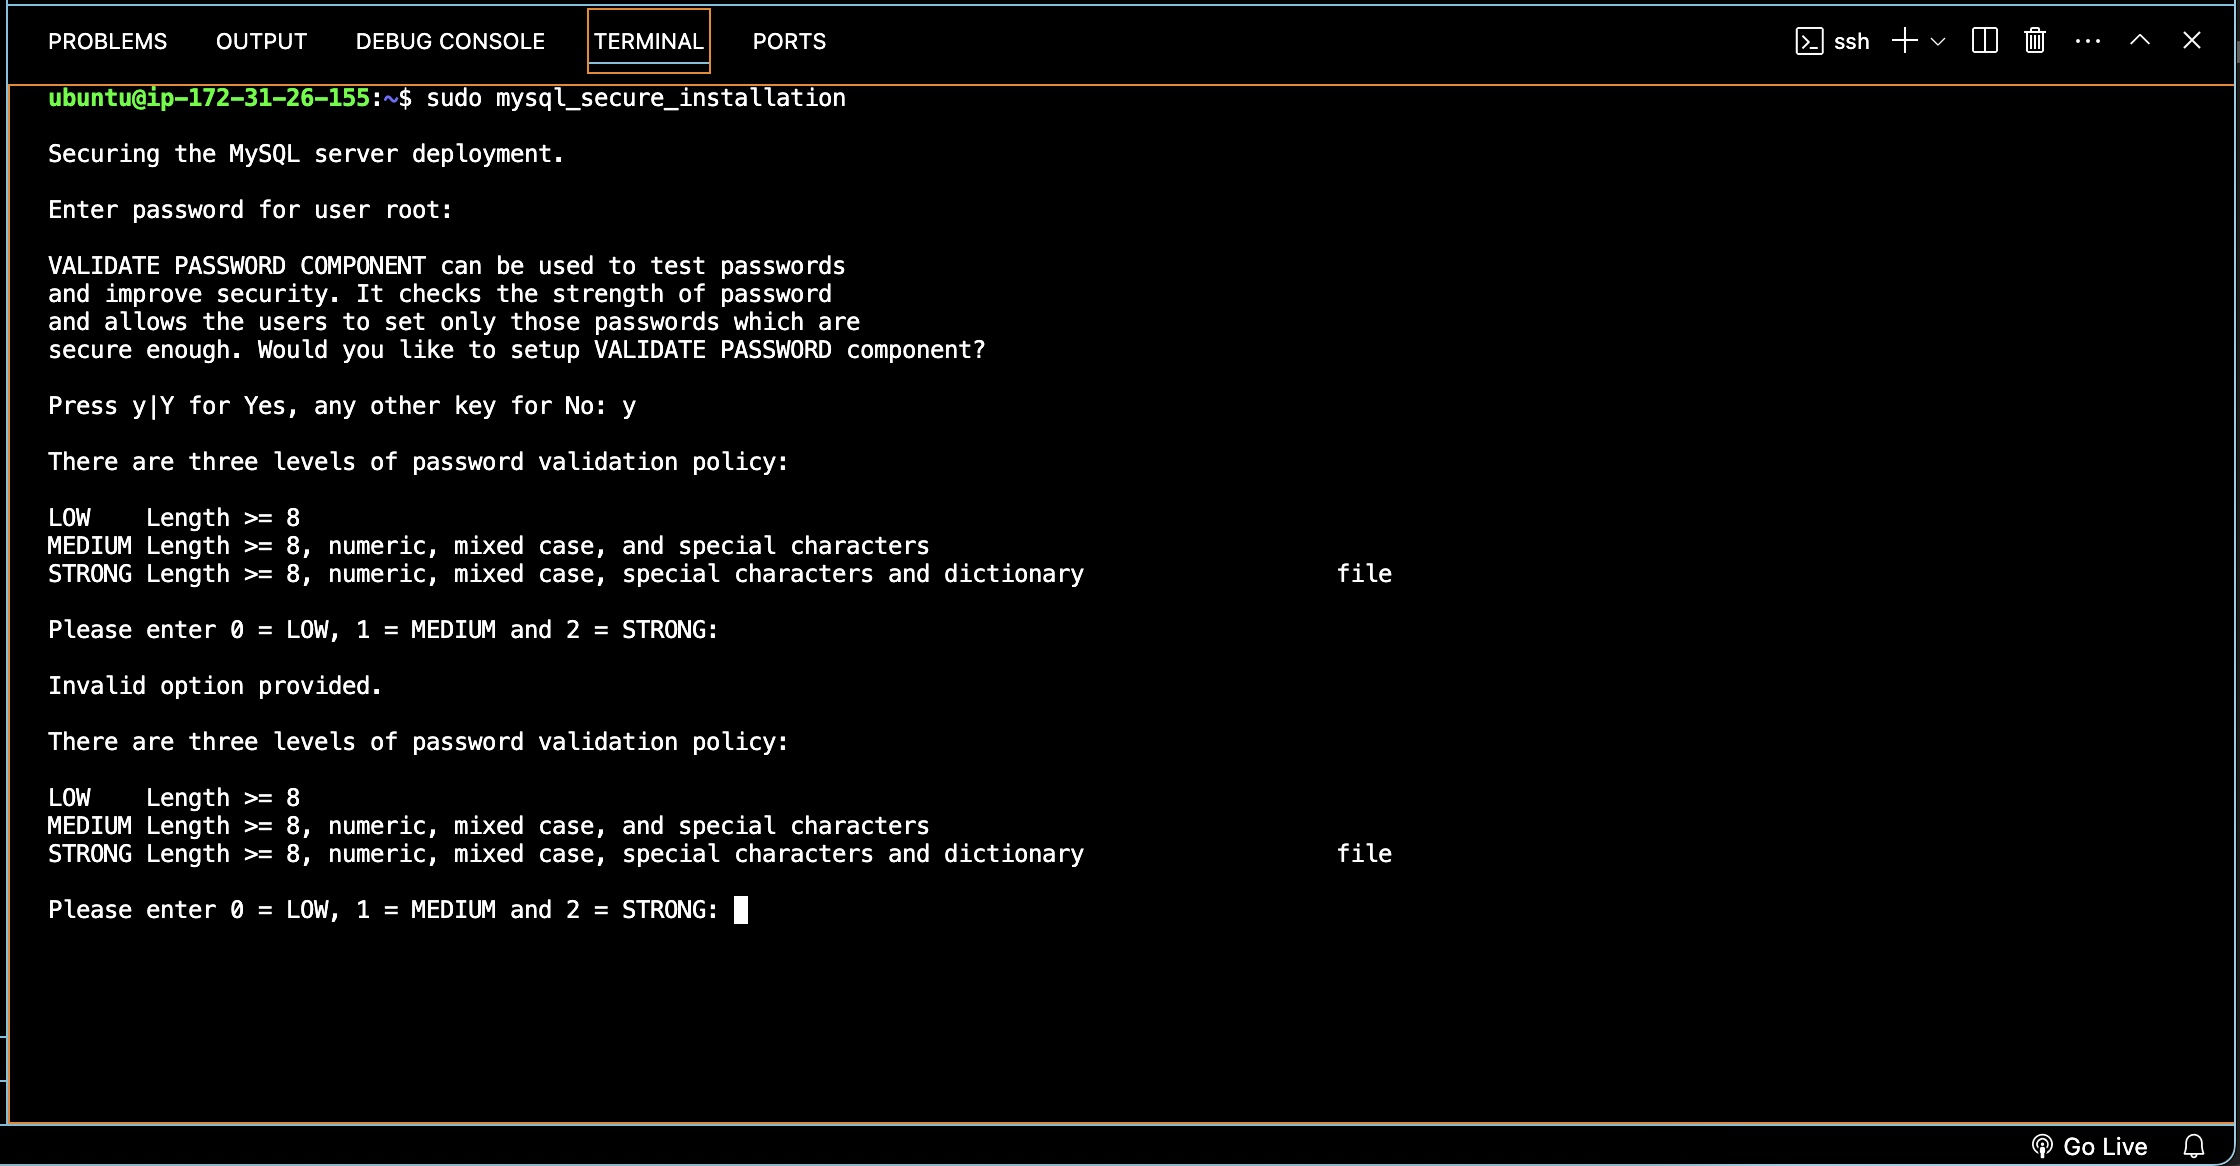 PROBLEMS OUTPUT DEBUG CONSOLE TERMINAL PORTS ssh
ubuntu@ip-172-31-26-155:~$ sudo mysql_secure_installation
Securing the MySQL server deployment.
Enter password for user root:
VALIDATE PASSWORD COMPONENT can be used to test passwords
and improve security. It checks the strength of password
and allows the users to set only those passwords which are
secure enough. Would you like to setup VALIDATE PASSWORD component?
Press y|Y for Yes, any other key for No: y
There are three levels of password validation policy:
LOW    Length >= 8
MEDIUM Length >= 8, numeric, mixed case, and special characters
STRONG Length >= 8, numeric, mixed case, special characters and dictionary                  file
Please enter 0 = LOW, 1 = MEDIUM and 2 = STRONG:
Invalid option provided.
There are three levels of password validation policy:
LOW    Length >= 8
MEDIUM Length >= 8, numeric, mixed case, and special characters
STRONG Length >= 8, numeric, mixed case, special characters and dictionary                  file
Please enter 0 = LOW, 1 = MEDIUM and 2 = STRONG:
Go Live